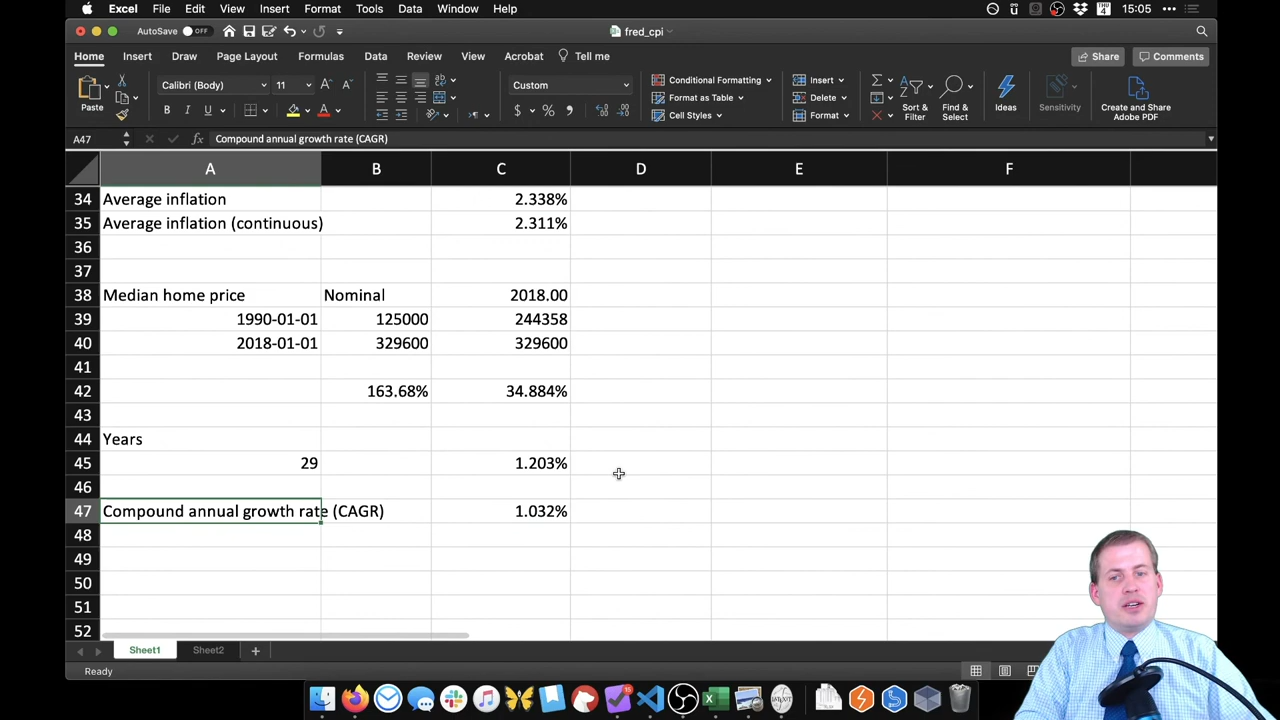 Excel File Edit View Insert Format Tools Data Window Help THU 4 15:05
AutoSave OFF fred_cpi
Home Insert Draw Page Layout Formulas Data Review View Acrobat Tell me Share Comments
Paste Calibri (Body) 11 Custom Conditional Formatting Format as Table Cell Styles Insert Delete Format Sort & Filter Find & Select Ideas Sensitivity Create and Share Adobe PDF
A47 fx Compound annual growth rate (CAGR)
A B C D E F
34 Average inflation 2.338%
35 Average inflation (continuous) 2.311%
36
37
38 Median home price Nominal 2018.00
39 1990-01-01 125000 244358
40 2018-01-01 329600 329600
41
42 163.68% 34.884%
43
44 Years
45 29 1.203%
46
47 Compound annual growth rate (CAGR) 1.032%
48
49
50
51
52
Sheet1 Sheet2 +
Ready